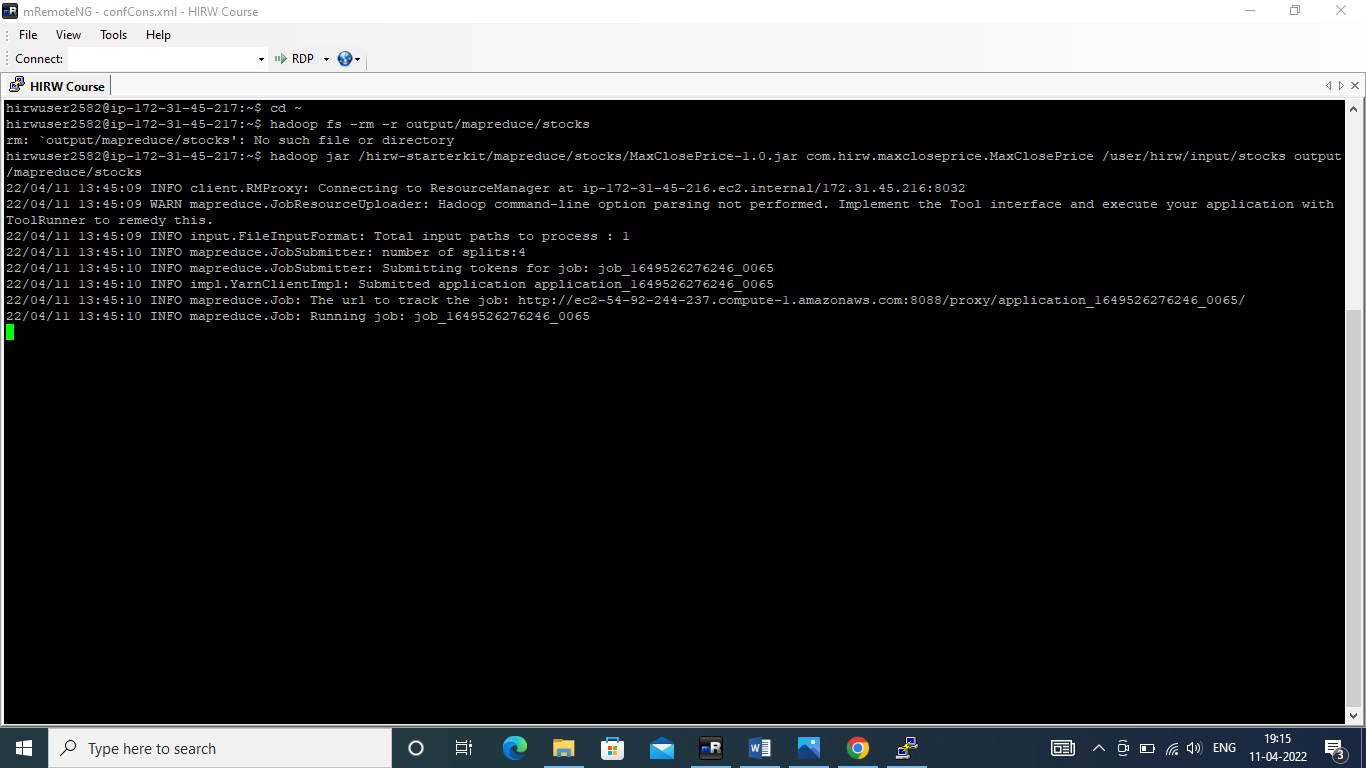 mRemoteNG - confCons.xml - HIRW Course
File View Tools Help
Connect: RDP
HIRW Course
hirwuser2582@ip-172-31-45-217:~$ cd ~
hirwuser2582@ip-172-31-45-217:~$ hadoop fs -rm -r output/mapreduce/stocks
rm: `output/mapreduce/stocks': No such file or directory
hirwuser2582@ip-172-31-45-217:~$ hadoop jar /hirw-starterkit/mapreduce/stocks/MaxClosePrice-1.0.jar com.hirw.maxcloseprice.MaxClosePrice /user/hirw/input/stocks output
/mapreduce/stocks
22/04/11 13:45:09 INFO client.RMProxy: Connecting to ResourceManager at ip-172-31-45-216.ec2.internal/172.31.45.216:8032
22/04/11 13:45:09 WARN mapreduce.JobResourceUploader: Hadoop command-line option parsing not performed. Implement the Tool interface and execute your application with
ToolRunner to remedy this.
22/04/11 13:45:09 INFO input.FileInputFormat: Total input paths to process : 1
22/04/11 13:45:10 INFO mapreduce.JobSubmitter: number of splits:4
22/04/11 13:45:10 INFO mapreduce.JobSubmitter: Submitting tokens for job: job_1649526276246_0065
22/04/11 13:45:10 INFO impl.YarnClientImpl: Submitted application application_1649526276246_0065
22/04/11 13:45:10 INFO mapreduce.Job: The url to track the job: http://ec2-54-92-244-237.compute-1.amazonaws.com:8088/proxy/application_1649526276246_0065/
22/04/11 13:45:10 INFO mapreduce.Job: Running job: job_1649526276246_0065
Type here to search
mR
ENG
19:15
11-04-2022
3